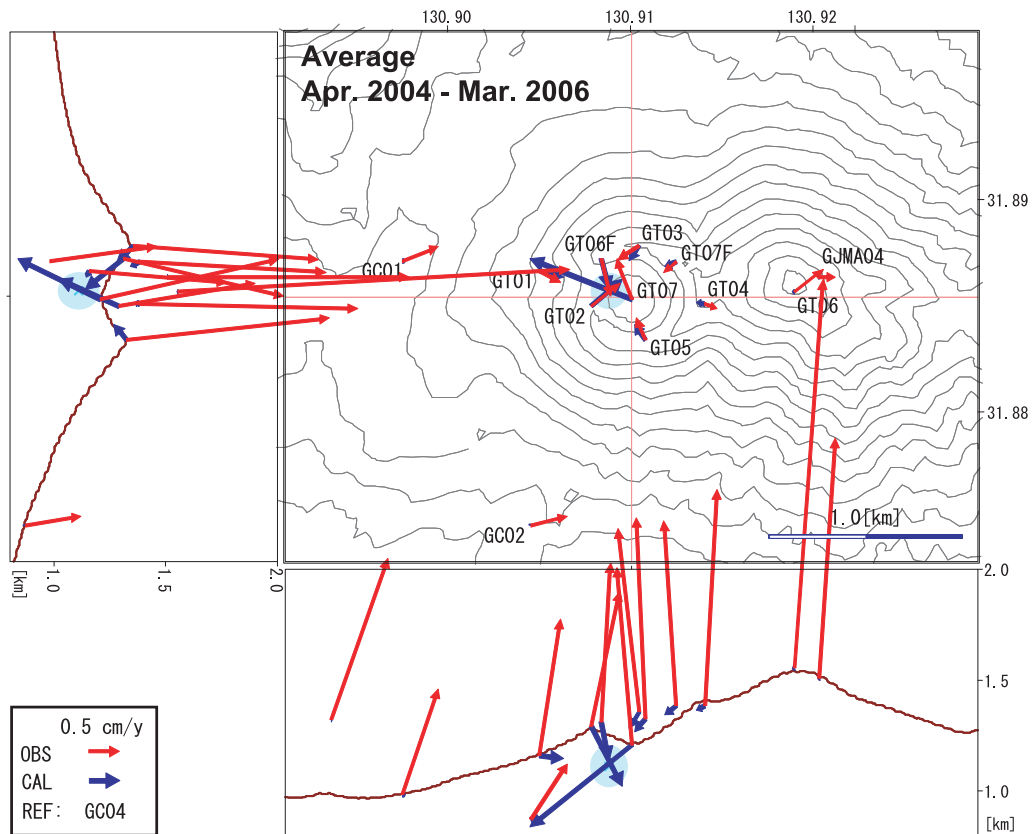 130.90 130.91 130.92
Average
Apr. 2004 - Mar. 2006
31.89
GT03
GT06F
GT07F
GC01
GT01
GJMA04
GT07
GT04
GT06
GT02
GT05
31.88
1.0[km]
GC02
[km]
1.0 1.5 2.0
2.0
1.5
1.0
[km]
0.5 cm/y
OBS
CAL
REF: GC04